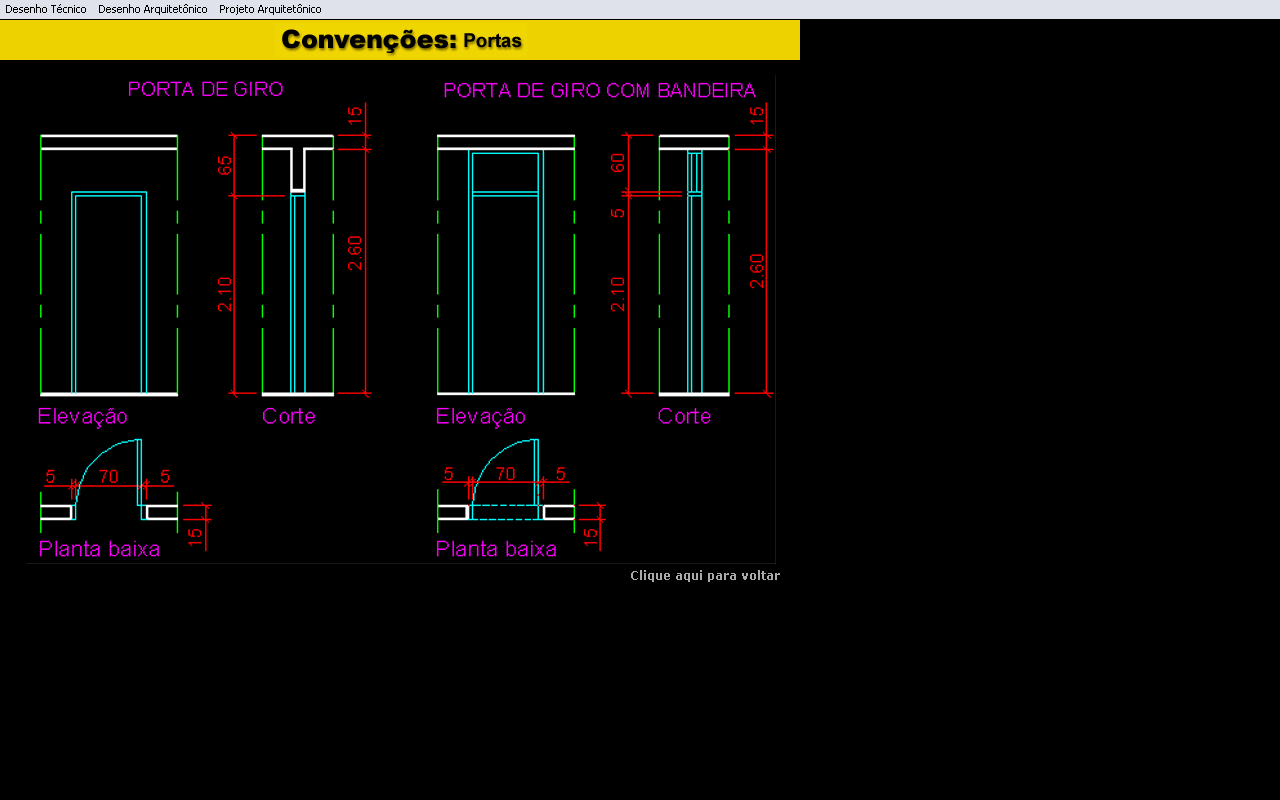 Desenho Técnico Desenho Arquitetônico Projeto Arquitetônico
Convenções: Portas
PORTA DE GIRO
PORTA DE GIRO COM BANDEIRA
15
65
2.10
2.60
15
60
5
2.10
2.60
Elevação
Corte
Elevação
Corte
5 70 5
15
5 70 5
15
Planta baixa
Planta baixa
Clique aqui para voltar